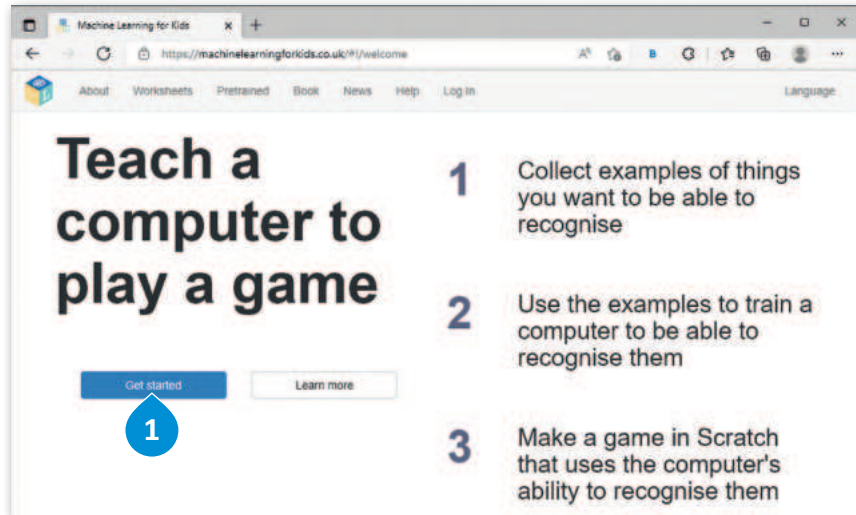 Machine Learning for Kids
https://machinelearningforkids.co.uk/#!/welcome
About Worksheets Pretrained Book News Help Log In Language
Teach a
computer to
play a game
Get started Learn more
1
1 Collect examples of things
you want to be able to
recognise
2 Use the examples to train a
computer to be able to
recognise them
3 Make a game in Scratch
that uses the computer's
ability to recognise them